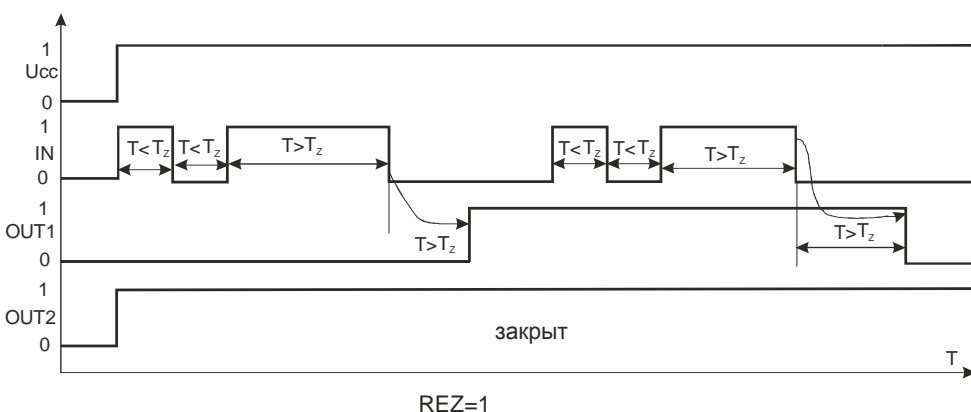 1
Ucc
0
1
IN
0
T<Tz
T<Tz
T>Tz
T<Tz
T<Tz
T>Tz
1
OUT1
0
T>Tz
T>Tz
1
OUT2
0
закрыт
T
REZ=1